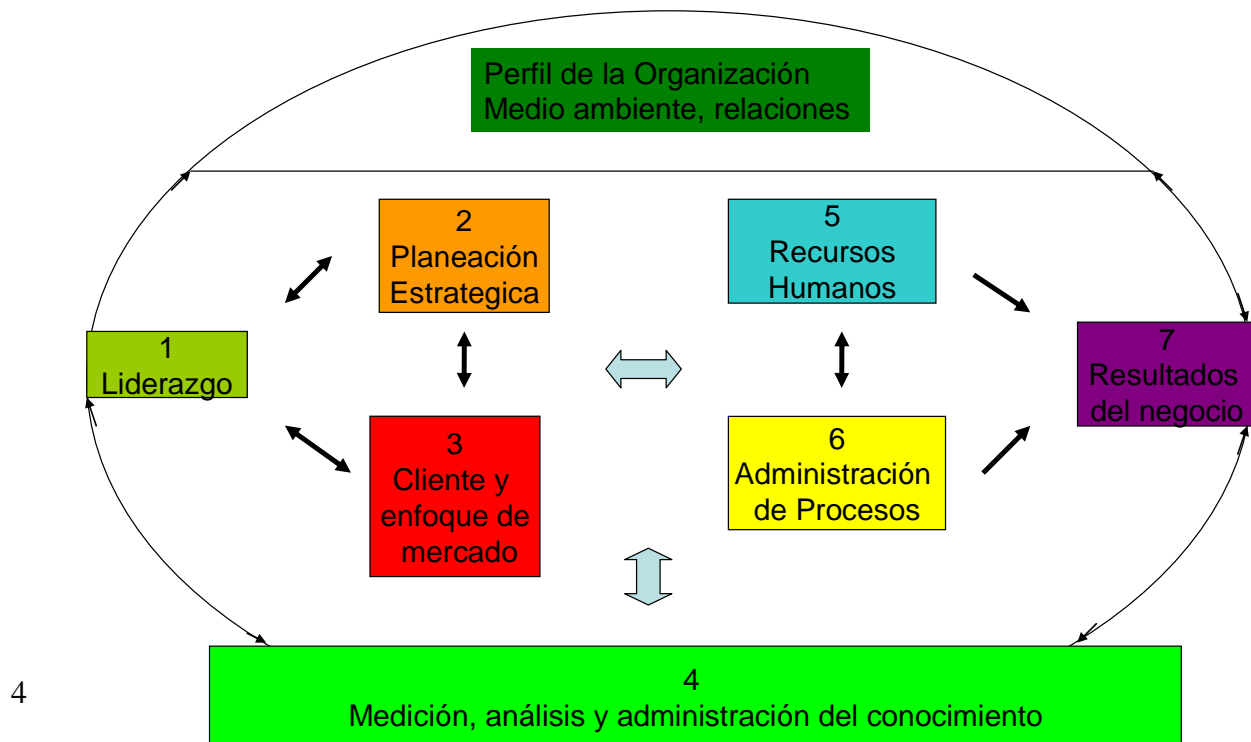 Perfil de la Organización
Medio ambiente, relaciones
2
Planeación
Estrategica
5
Recursos
Humanos
1
Liderazgo
7
Resultados
del negocio
3
Cliente y
enfoque de
mercado
6
Administración
de Procesos
4
4
Medición, análisis y administración del conocimiento